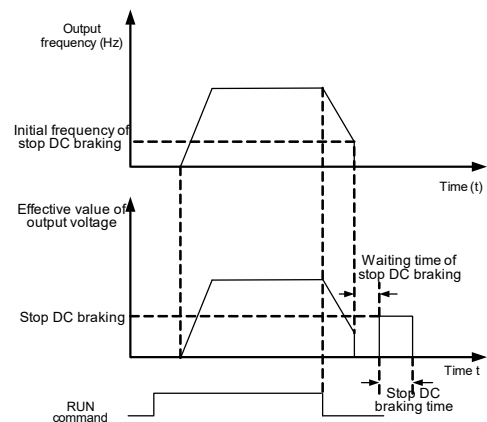 Output
frequency (Hz)
Initial frequency of
stop DC braking
Time (t)
Effective value of
output voltage
Waiting time of
stop DC braking
Stop DC braking
Time t
Stop DC
braking time
RUN
command